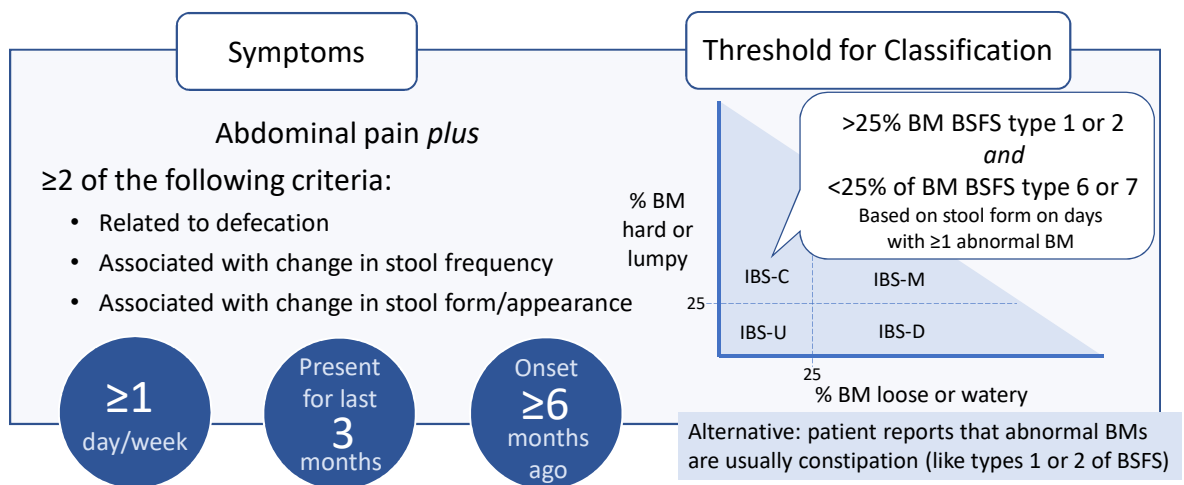 Symptoms
Abdominal pain plus
≥2 of the following criteria:
• Related to defecation
• Associated with change in stool frequency
• Associated with change in stool form/appearance
≥1
day/week
Present
for last
3
months
Onset
≥6
months
ago
Threshold for Classification
>25% BM BSFS type 1 or 2
and
<25% of BM BSFS type 6 or 7
Based on stool form on days
with ≥1 abnormal BM
% BM
hard or
lumpy
IBS-C
IBS-M
25
IBS-U
IBS-D
25
% BM loose or watery
Alternative: patient reports that abnormal BMs
are usually constipation (like types 1 or 2 of BSFS)